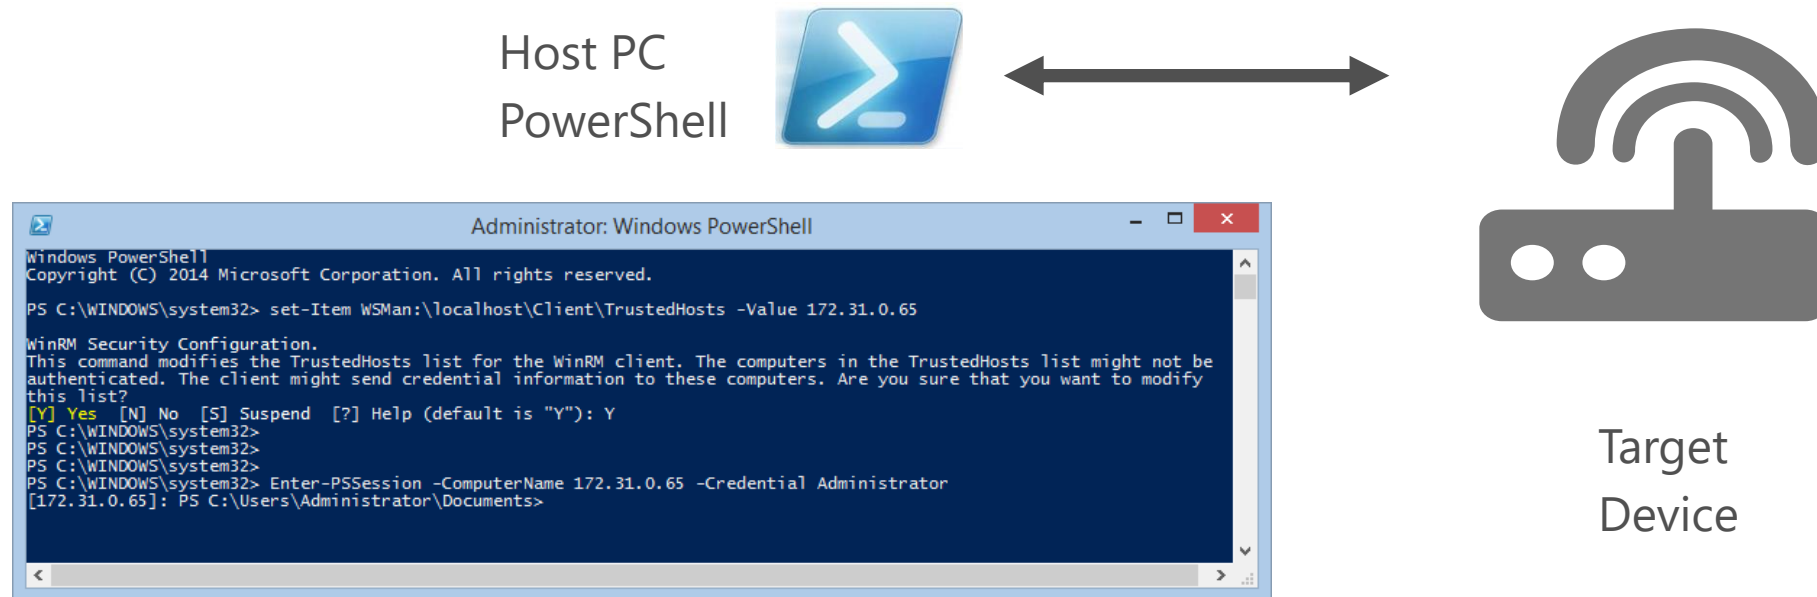 Host PC
PowerShell
Administrator: Windows PowerShell
Windows PowerShell
Copyright (C) 2014 Microsoft Corporation. All rights reserved.
PS C:\WINDOWS\system32> set-Item WSMan:\localhost\Client\TrustedHosts -Value 172.31.0.65
WinRM Security Configuration.
This command modifies the TrustedHosts list for the WinRM client. The computers in the TrustedHosts list might not be
authenticated. The client might send credential information to these computers. Are you sure that you want to modify
this list?
[Y] Yes  [N] No  [S] Suspend  [?] Help (default is "Y"): Y
PS C:\WINDOWS\system32>
PS C:\WINDOWS\system32>
PS C:\WINDOWS\system32>
PS C:\WINDOWS\system32> Enter-PSSession -ComputerName 172.31.0.65 -Credential Administrator
[172.31.0.65]: PS C:\Users\Administrator\Documents>
Target
Device